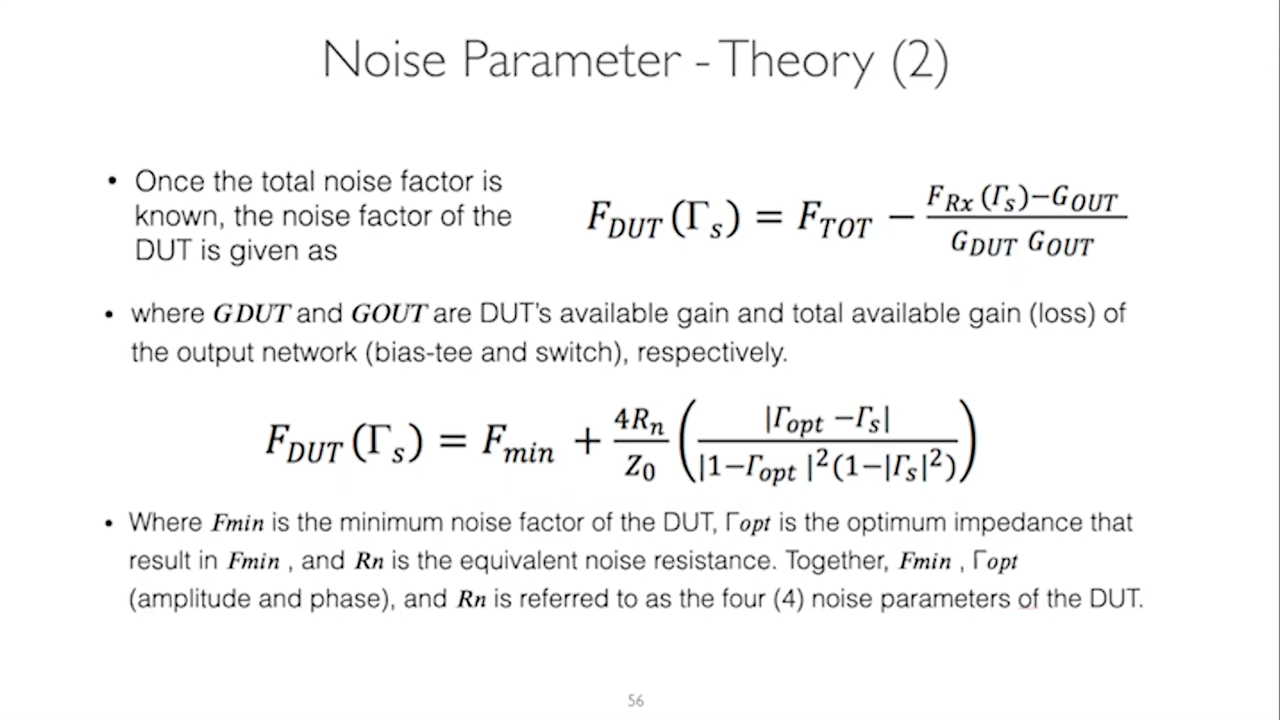 Noise Parameter - Theory (2)
• Once the total noise factor is
known, the noise factor of the
DUT is given as
F_DUT (Γ_s) = F_TOT − (F_Rx (Γ_s)−G_OUT) / (G_DUT G_OUT)
• where GDUT and GOUT are DUT's available gain and total available gain (loss) of
the output network (bias-tee and switch), respectively.
F_DUT (Γ_s) = F_min + (4R_n / Z_0) (|Γ_opt −Γ_s| / |1−Γ_opt |²(1−|Γ_s|²))
• Where Fmin is the minimum noise factor of the DUT, Γopt is the optimum impedance that
result in Fmin , and Rn is the equivalent noise resistance. Together, Fmin , Γopt
(amplitude and phase), and Rn is referred to as the four (4) noise parameters of the DUT.
56